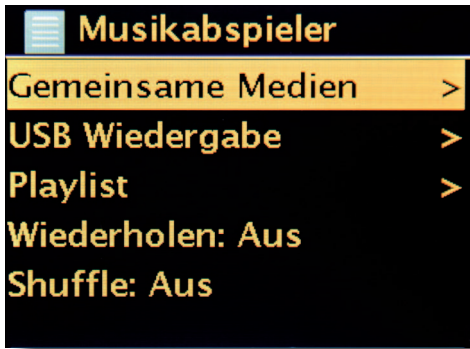 Musikabspieler
Gemeinsame Medien >
USB Wiedergabe >
Playlist >
Wiederholen: Aus
Shuffle: Aus